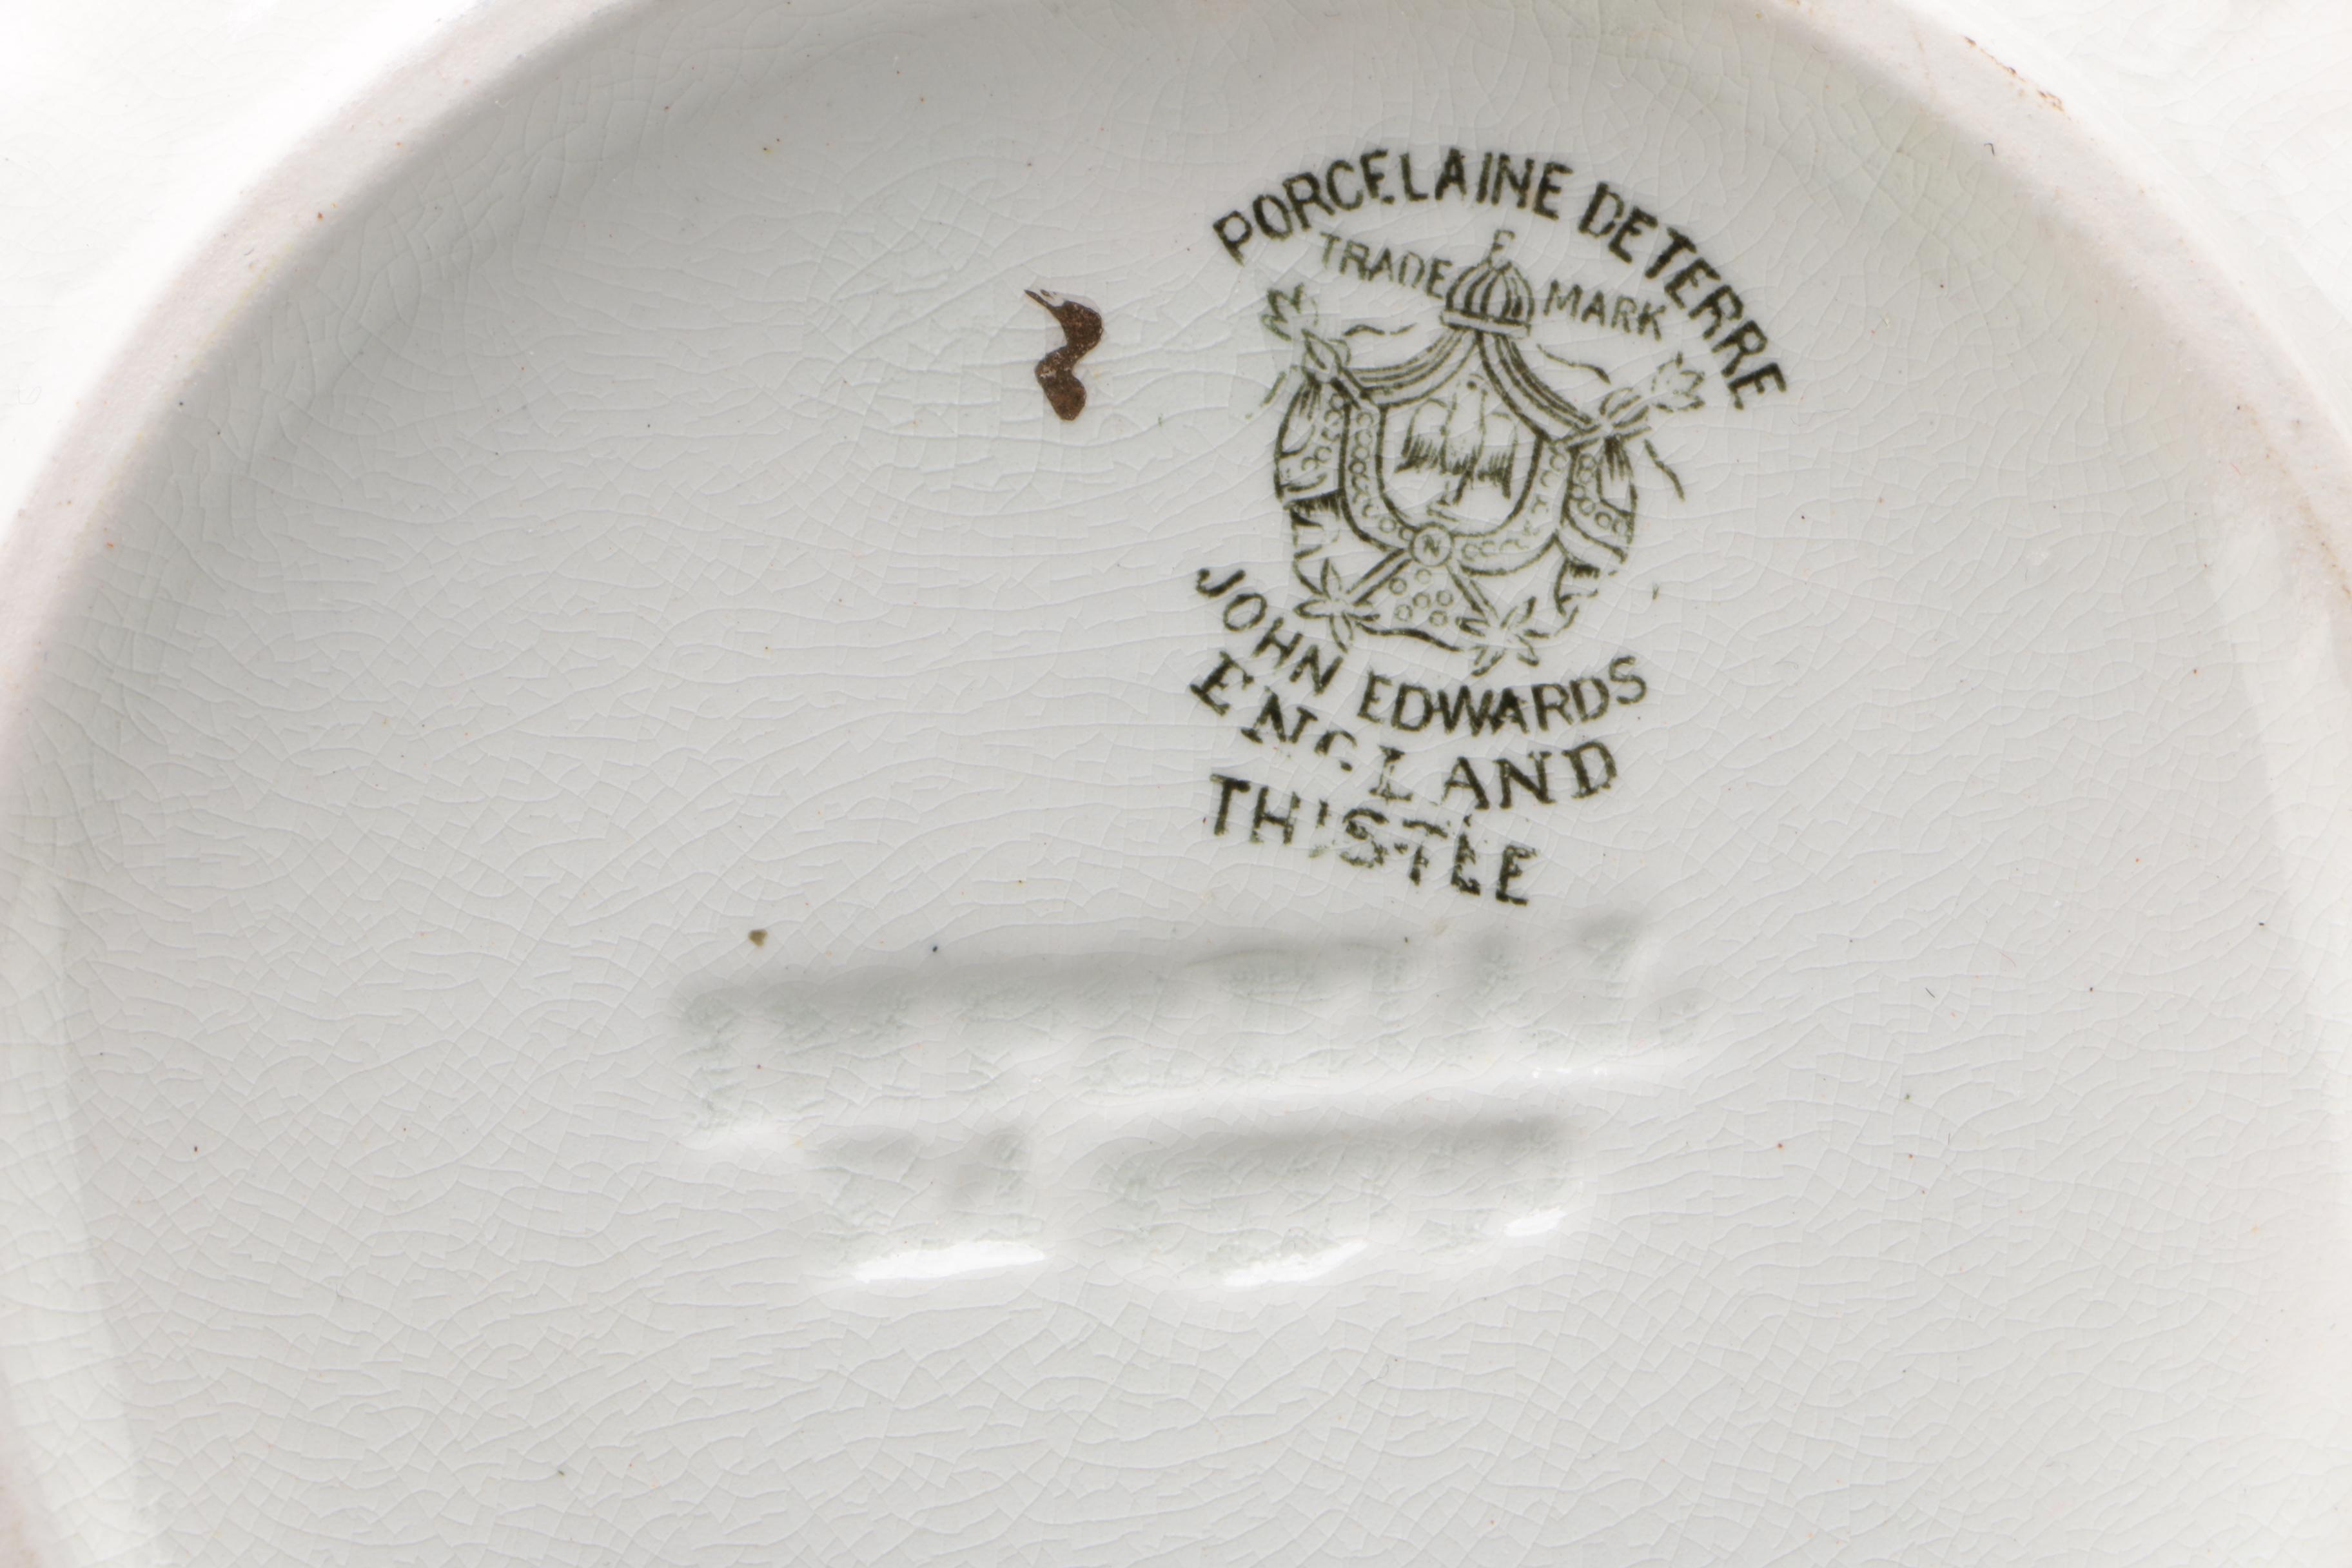 PORCELAINE DE TERRE
TRADE MARK
N
JOHN EDWARDS
ENGLAND
THISTLE